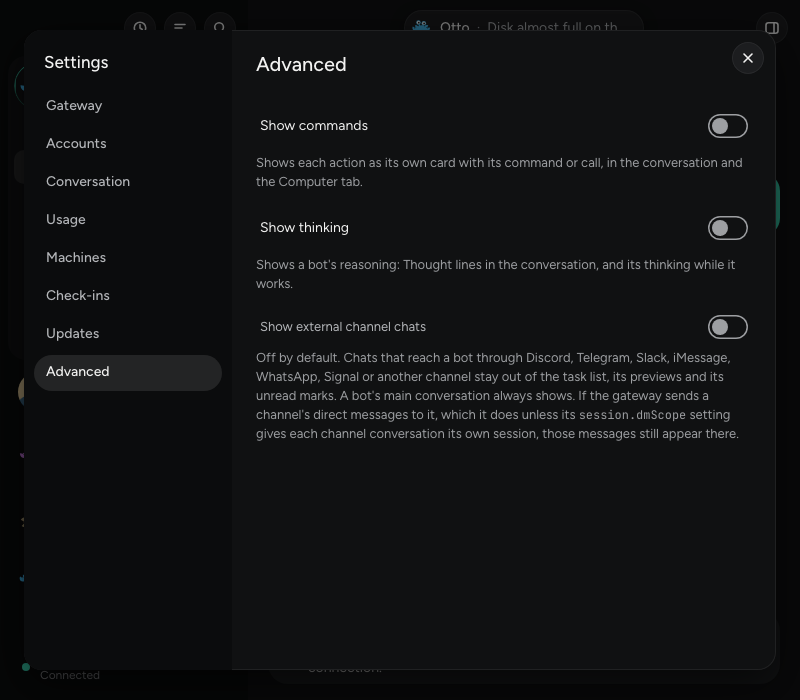 Otto · Disk almost full on th
Settings
Gateway
Accounts
Conversation
Usage
Machines
Check-ins
Updates
Advanced
Advanced
Show commands
Shows each action as its own card with its command or call, in the conversation and
the Computer tab.
Show thinking
Shows a bot's reasoning: Thought lines in the conversation, and its thinking while it
works.
Show external channel chats
Off by default. Chats that reach a bot through Discord, Telegram, Slack, iMessage,
WhatsApp, Signal or another channel stay out of the task list, its previews and its
unread marks. A bot's main conversation always shows. If the gateway sends a
channel's direct messages to it, which it does unless its session.dmScope setting
gives each channel conversation its own session, those messages still appear there.
Connected